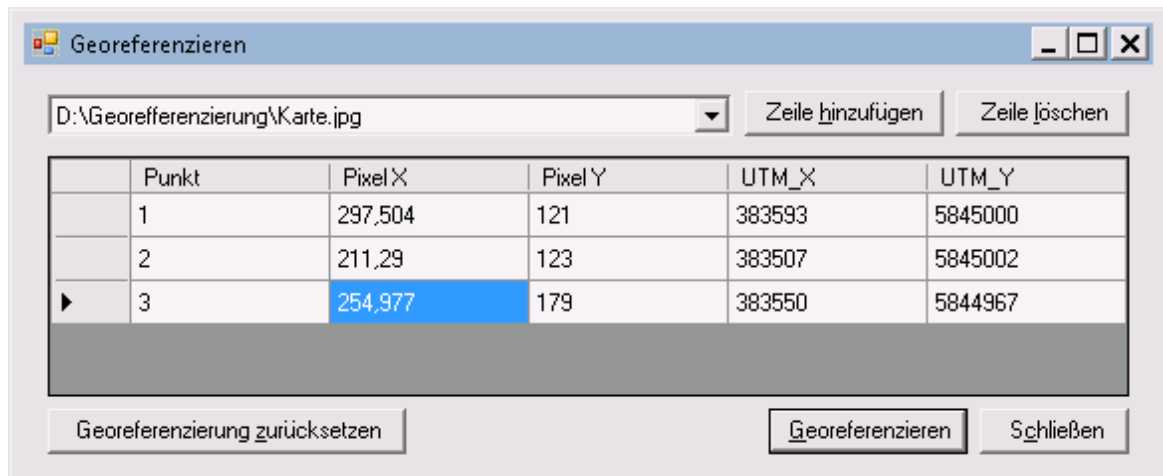 Georeferenzieren
D:\Georefferenzierung\Karte.jpg Zeile hinzufügen Zeile löschen
Punkt Pixel X Pixel Y UTM_X UTM_Y
1 297,504 121 383593 5845000
2 211,29 123 383507 5845002
3 254,977 179 383550 5844967
Georeferenzierung zurücksetzen Georeferenzieren Schließen